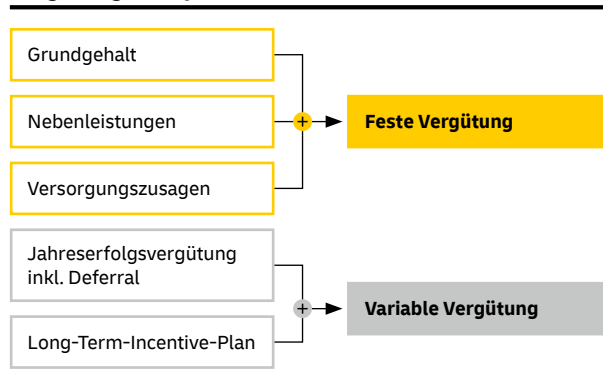 Grundgehalt
Nebenleistungen
+
Feste Vergütung
Versorgungszusagen
Jahreserfolgsvergütung
inkl. Deferral
+
Variable Vergütung
Long-Term-Incentive-Plan